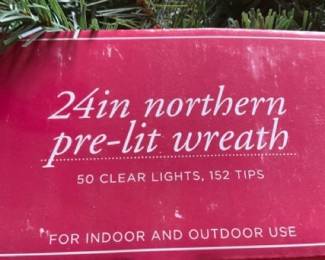 24in northern
pre-lit wreath
50 CLEAR LIGHTS, 152 TIPS
FOR INDOOR AND OUTDOOR USE